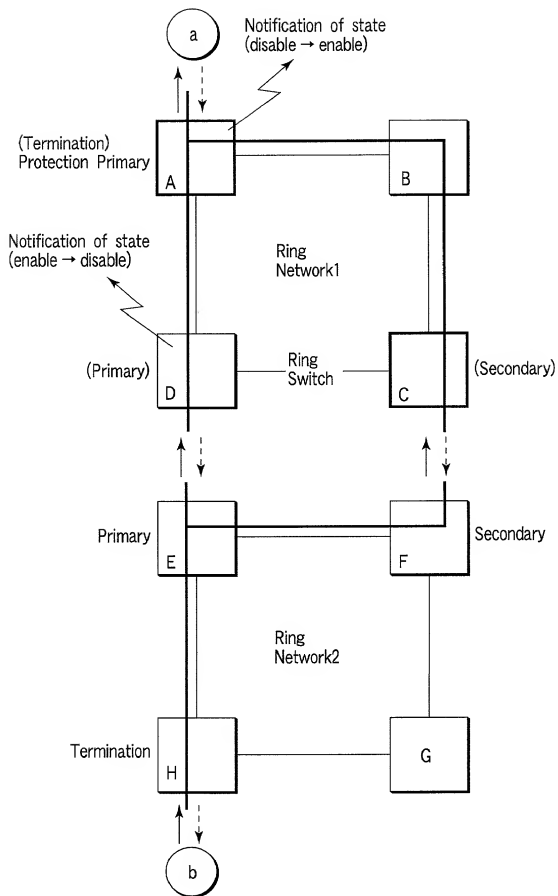 a
Notification of state
(disable → enable)
(Termination)
Protection Primary
A
B
Notification of state
(enable → disable)
Ring
Network1
(Primary)
D
Ring
Switch
C
(Secondary)
Primary
E
F
Secondary
Ring
Network2
Termination
H
G
b